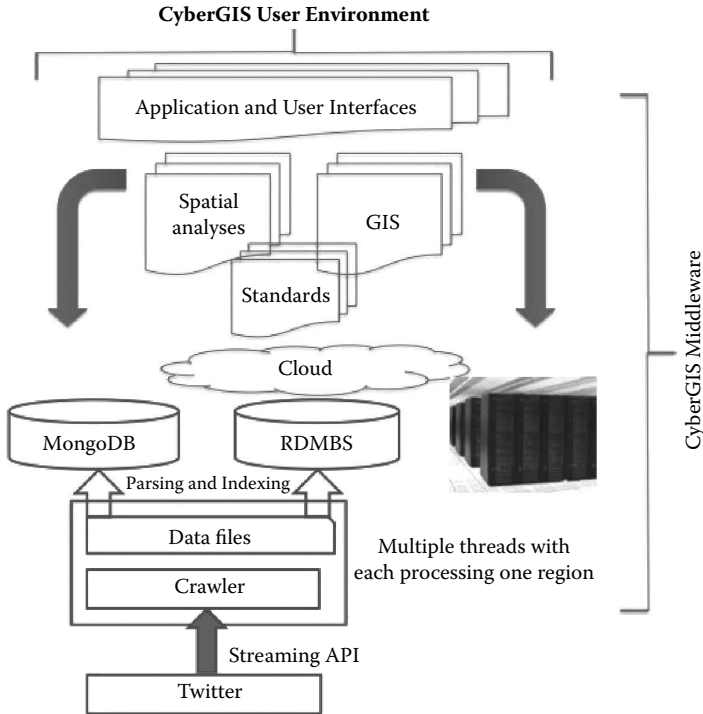 CyberGIS User Environment
Application and User Interfaces
Spatial
analyses
GIS
Standards
Cloud
MongoDB
RDMBS
Parsing and Indexing
Data files
Crawler
Multiple threads with
each processing one region
Streaming API
Twitter
CyberGIS Middleware